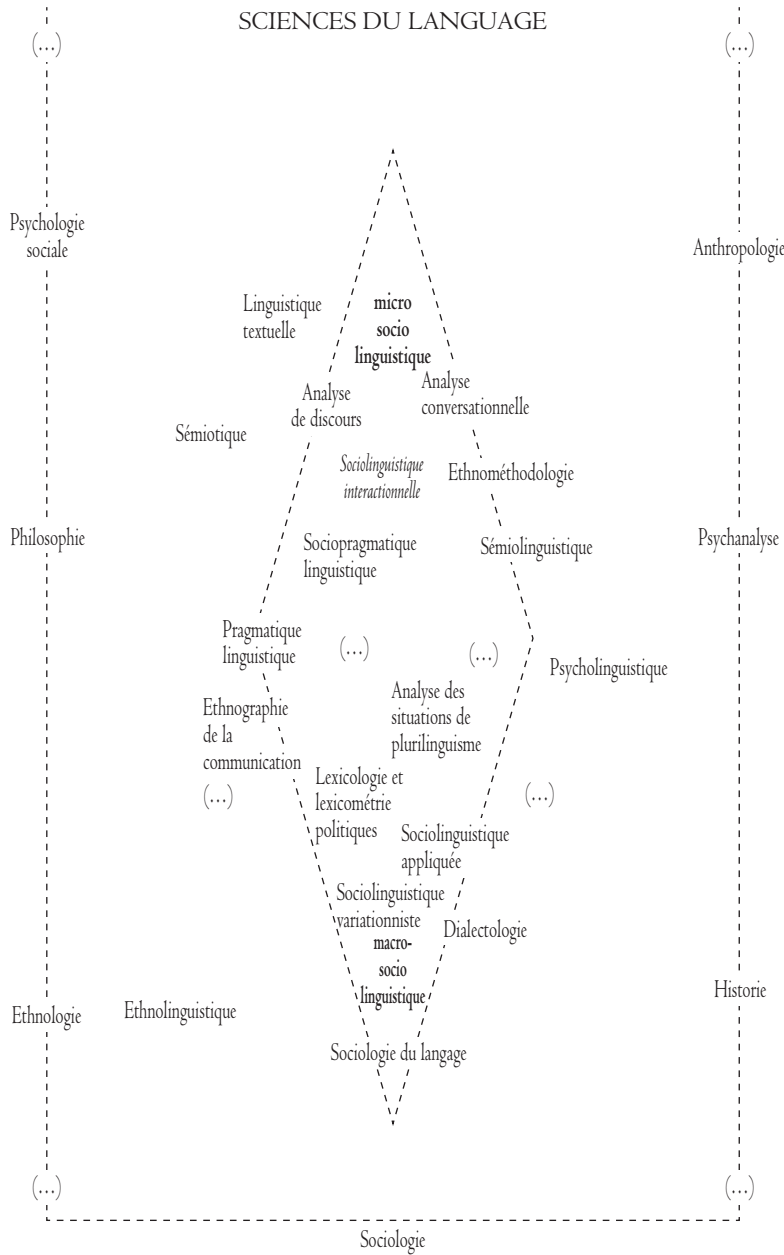 SCIENCES DU LANGUAGE
(...)
(...)
Psychologie
sociale
Anthropologie
Linguistique
textuelle
micro
socio
linguistique
Analyse
de discours
Analyse
conversationnelle
Sémiotique
Sociolinguistique
interactionnelle
Ethnométhodologie
Philosophie
Sociopragmatique
linguistique
Sémiolinguistique
Psychanalyse
Pragmatique
linguistique
(...)
(...)
Psycholinguistique
Ethnographie
de la
communication
Analyse des
situations de
plurilinguisme
(...)
Lexicologie et
lexicométrie
politiques
(...)
Sociolinguistique
appliquée
Sociolinguistique
variationniste
Dialectologie
macro-
socio
linguistique
Historie
Ethnologie
Ethnolinguistique
Sociologie du langage
(...)
(...)
Sociologie